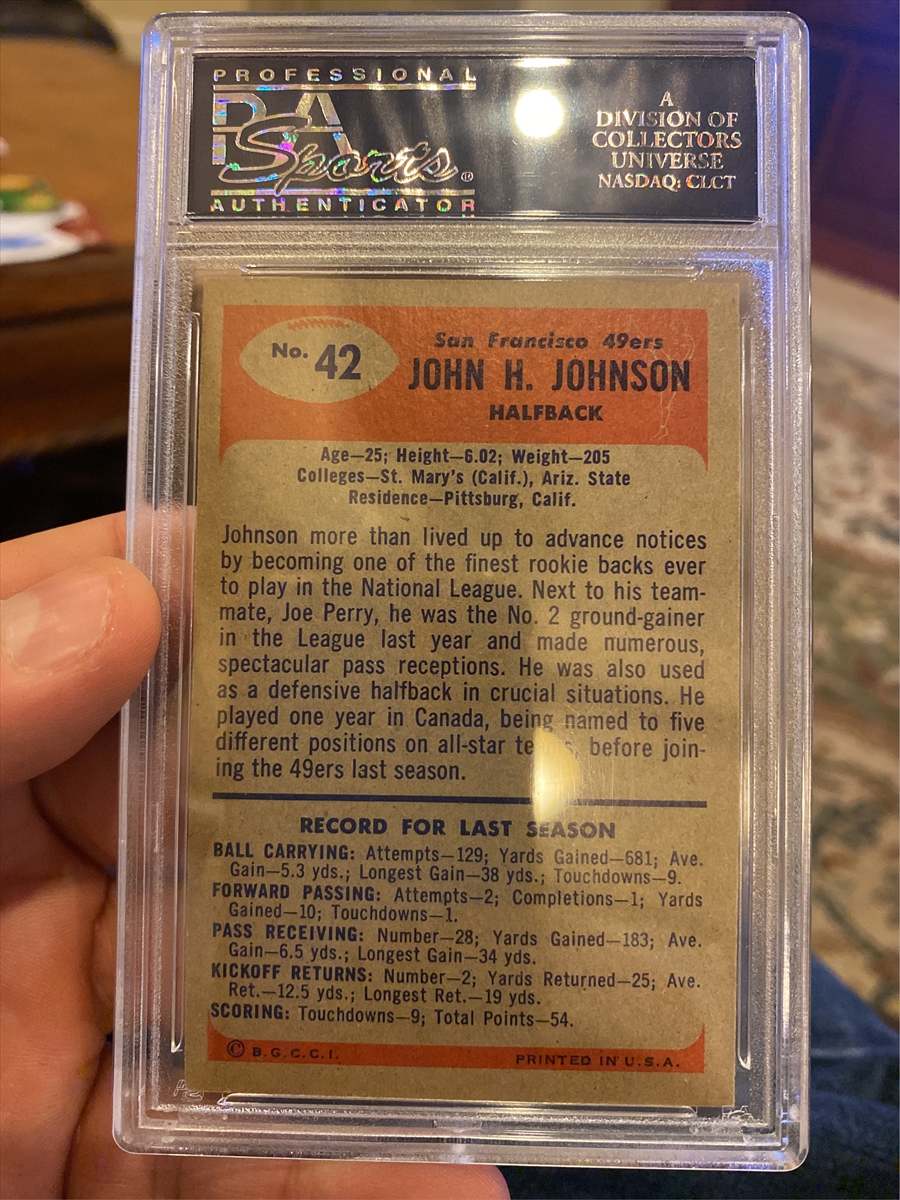 PROFESSIONAL
PSA
Sports®
AUTHENTICATOR
A
DIVISION OF
COLLECTORS
UNIVERSE
NASDAQ: CLCT
No. 42
San Francisco 49ers
JOHN H. JOHNSON
HALFBACK
Age—25; Height—6.02; Weight—205
Colleges—St. Mary's (Calif.), Ariz. State
Residence—Pittsburg, Calif.
Johnson more than lived up to advance notices
by becoming one of the finest rookie backs ever
to play in the National League. Next to his team-
mate, Joe Perry, he was the No. 2 ground-gainer
in the League last year and made numerous,
spectacular pass receptions. He was also used
as a defensive halfback in crucial situations. He
played one year in Canada, being named to five
different positions on all-star teams, before join-
ing the 49ers last season.
RECORD FOR LAST SEASON
BALL CARRYING: Attempts—129; Yards Gained—681; Ave.
Gain—5.3 yds.; Longest Gain—38 yds.; Touchdowns—9.
FORWARD PASSING: Attempts—2; Completions—1; Yards
Gained—10; Touchdowns—1.
PASS RECEIVING: Number—28; Yards Gained—183; Ave.
Gain—6.5 yds.; Longest Gain—34 yds.
KICKOFF RETURNS: Number—2; Yards Returned—25; Ave.
Ret.—12.5 yds.; Longest Ret.—19 yds.
SCORING: Touchdowns—9; Total Points—54.
© B.G.C.C.I.
PRINTED IN U.S.A.